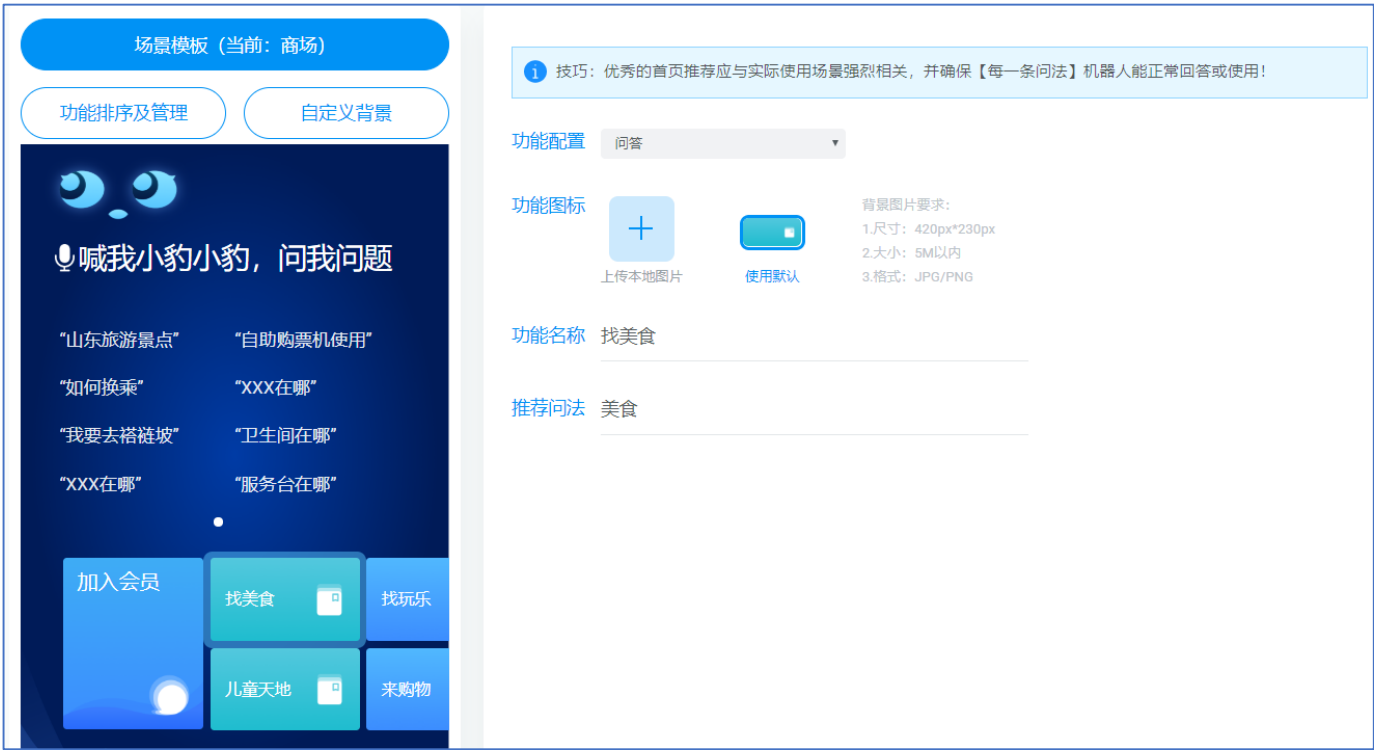 场景模板（当前：商场）
功能排序及管理
自定义背景
喊我小豹小豹，问我问题
“山东旅游景点”
“自助购票机使用”
“如何换乘”
“XXX在哪”
“我要去褡裢坡”
“卫生间在哪”
“XXX在哪”
“服务台在哪”
加入会员
找美食
找玩乐
儿童天地
来购物
技巧：优秀的首页推荐应与实际使用场景强烈相关，并确保【每一条问法】机器人能正常回答或使用！
功能配置
问答
功能图标
上传本地图片
使用默认
背景图片要求：
1.尺寸：420px*230px
2.大小：5M以内
3.格式：JPG/PNG
功能名称
找美食
推荐问法
美食